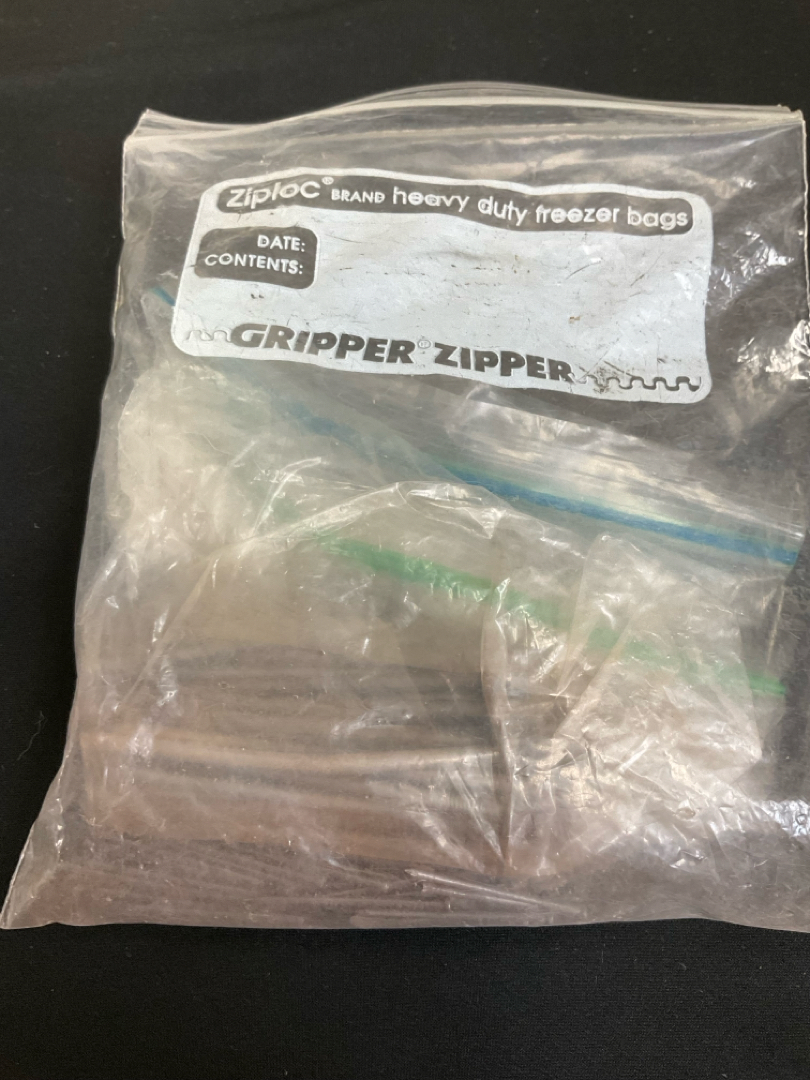 Ziploc® BRAND heavy duty freezer bags
DATE:
CONTENTS:
GRIPPER® ZIPPER